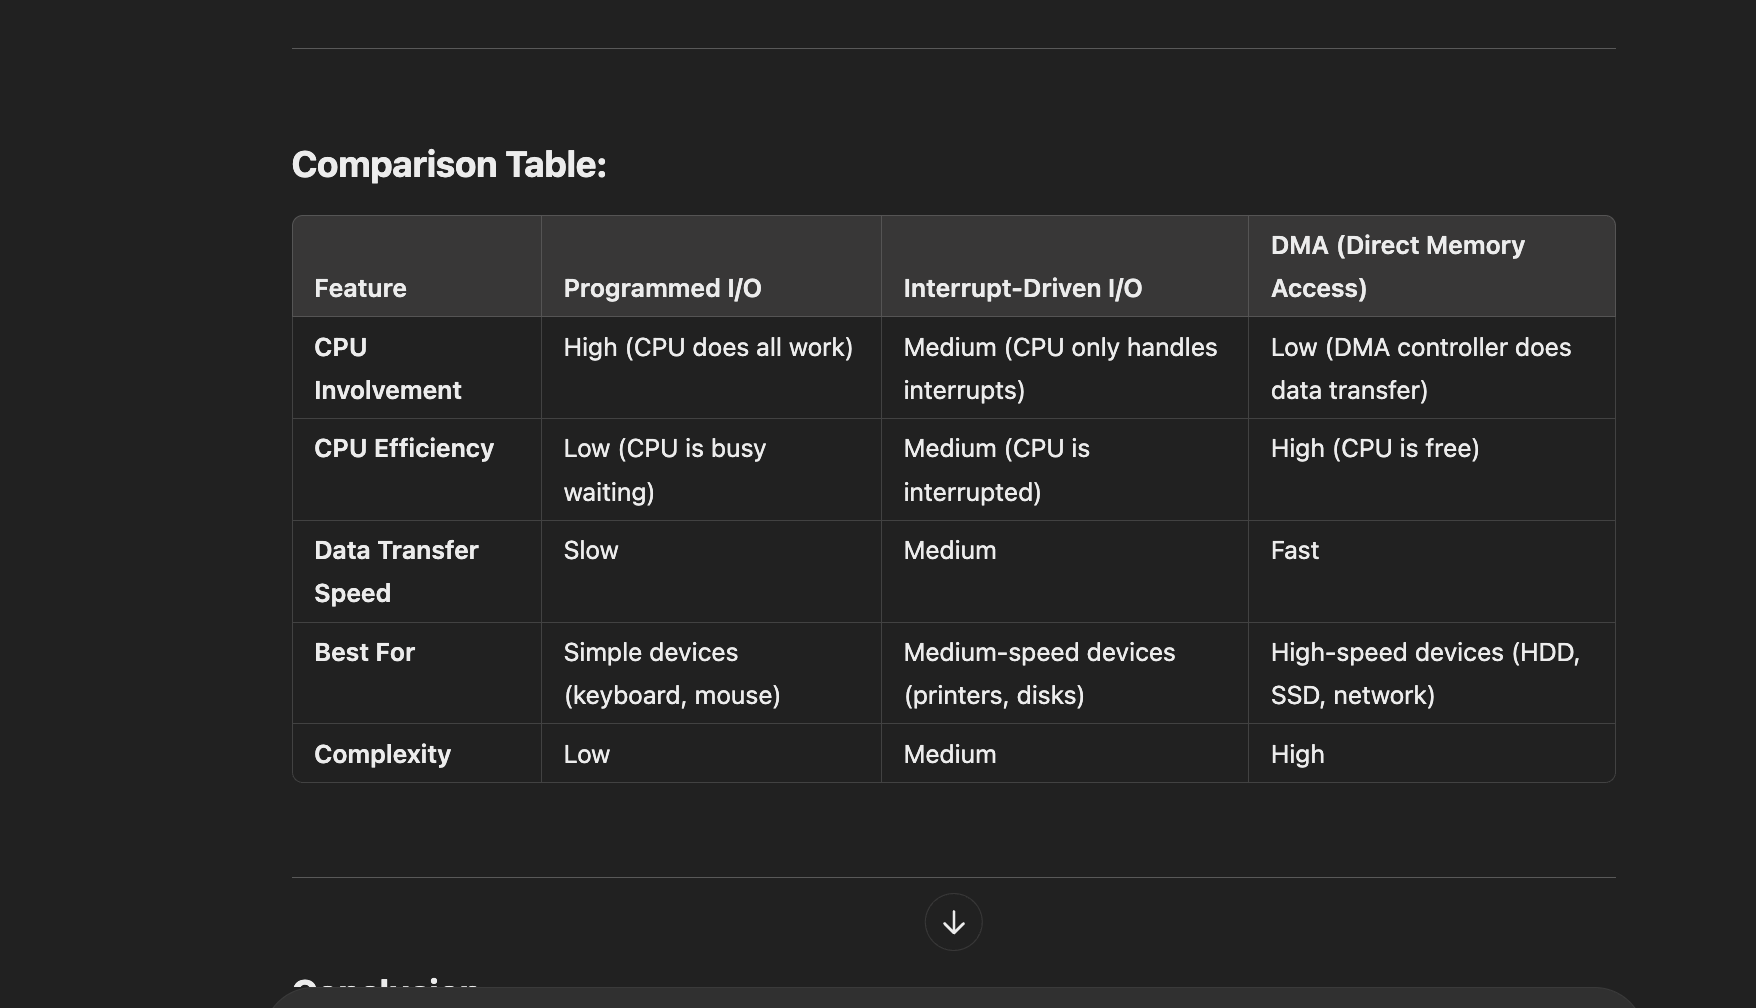 Comparison Table:
Feature
Programmed I/O
Interrupt-Driven I/O
DMA (Direct Memory
Access)
CPU
Involvement
High (CPU does all work)
Medium (CPU only handles
interrupts)
Low (DMA controller does
data transfer)
CPU Efficiency
Low (CPU is busy
waiting)
Medium (CPU is
interrupted)
High (CPU is free)
Data Transfer
Speed
Slow
Medium
Fast
Best For
Simple devices
(keyboard, mouse)
Medium-speed devices
(printers, disks)
High-speed devices (HDD,
SSD, network)
Complexity
Low
Medium
High
Conclusion